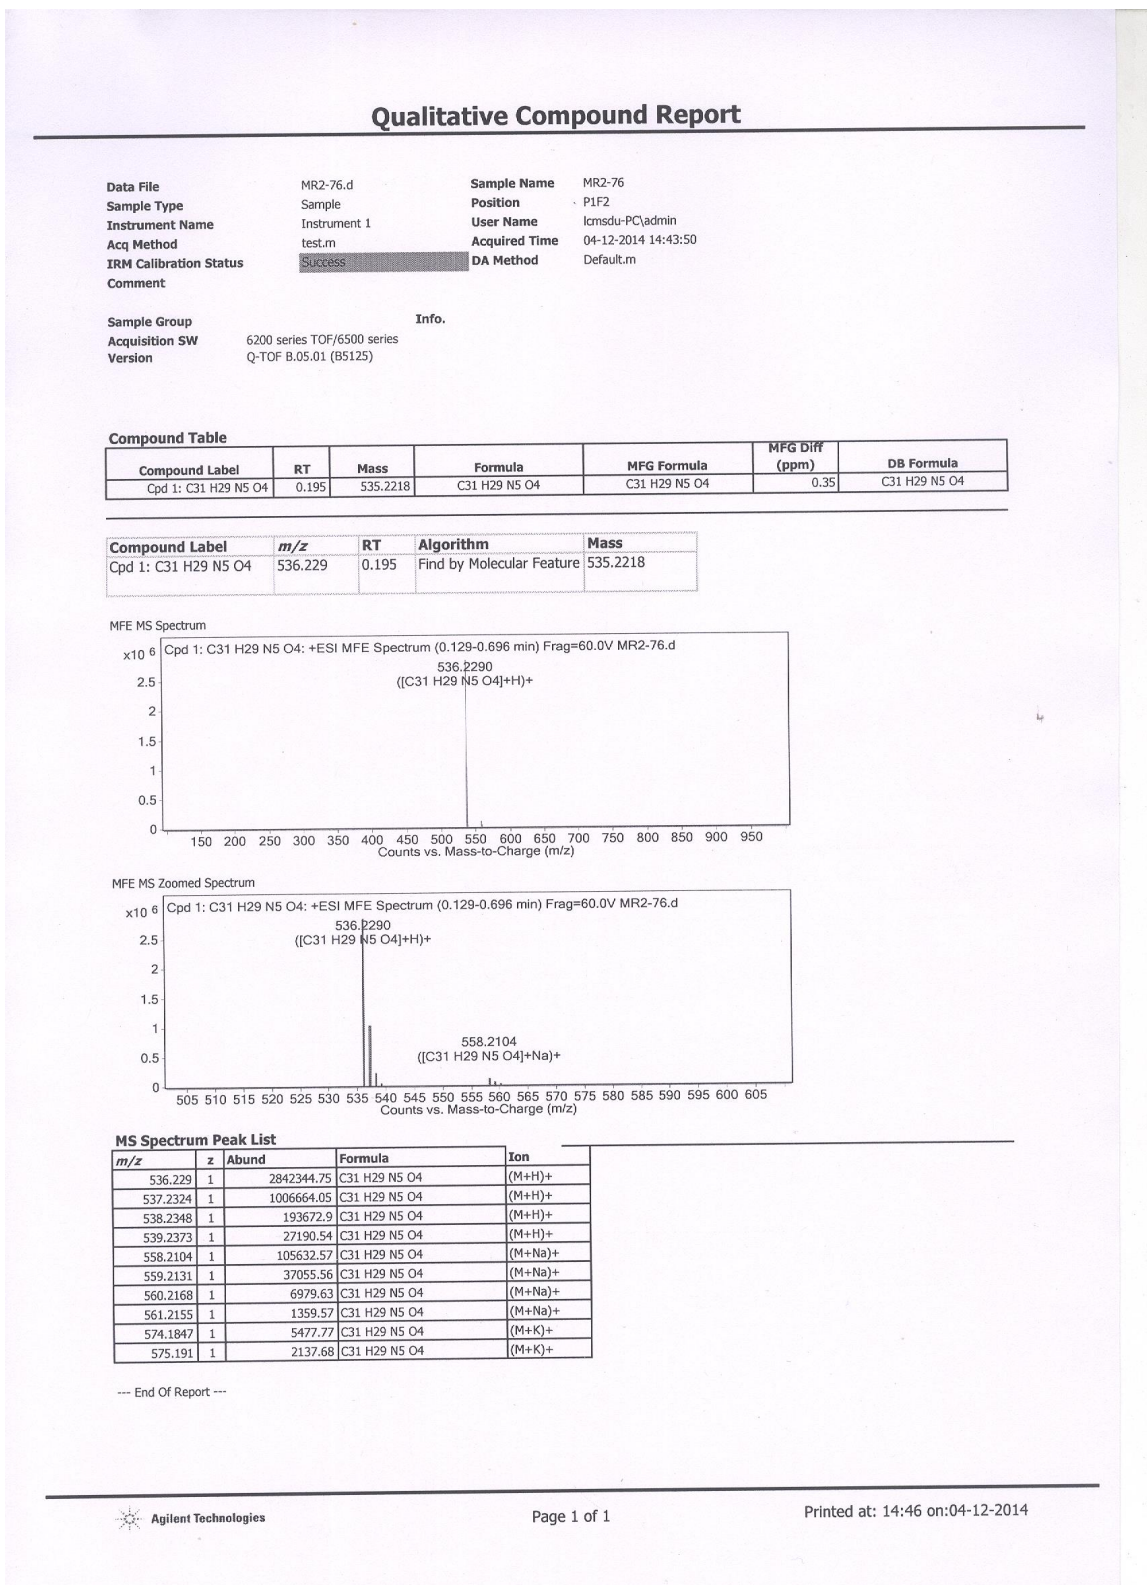 Qualitative Compound Report
Data File MR2-76.d Sample Name MR2-76
Sample Type Sample Position P1F2
Instrument Name Instrument 1 User Name lcmsdu-PC\admin
Acq Method test.m Acquired Time 04-12-2014 14:43:50
IRM Calibration Status Success DA Method Default.m
Comment
Sample Group Info.
Acquisition SW 6200 series TOF/6500 series
Version Q-TOF B.05.01 (B5125)
Compound Table
Compound Label RT Mass Formula MFG Formula MFG Diff (ppm) DB Formula
Cpd 1: C31 H29 N5 O4 0.195 535.2218 C31 H29 N5 O4 C31 H29 N5 O4 0.35 C31 H29 N5 O4
Compound Label m/z RT Algorithm Mass
Cpd 1: C31 H29 N5 O4 536.229 0.195 Find by Molecular Feature 535.2218
MFE MS Spectrum
x10 6 Cpd 1: C31 H29 N5 O4: +ESI MFE Spectrum (0.129-0.696 min) Frag=60.0V MR2-76.d
536.2290
2.5 ([C31 H29 N5 O4]+H)+
2
1.5
1
0.5
0
150 200 250 300 350 400 450 500 550 600 650 700 750 800 850 900 950
Counts vs. Mass-to-Charge (m/z)
MFE MS Zoomed Spectrum
x10 6 Cpd 1: C31 H29 N5 O4: +ESI MFE Spectrum (0.129-0.696 min) Frag=60.0V MR2-76.d
536.2290
2.5 ([C31 H29 N5 O4]+H)+
2
1.5
1
558.2104
0.5 ([C31 H29 N5 O4]+Na)+
0
505 510 515 520 525 530 535 540 545 550 555 560 565 570 575 580 585 590 595 600 605
Counts vs. Mass-to-Charge (m/z)
MS Spectrum Peak List
m/z z Abund Formula Ion
536.229 1 2842344.75 C31 H29 N5 O4 (M+H)+
537.2324 1 1006664.05 C31 H29 N5 O4 (M+H)+
538.2348 1 193672.9 C31 H29 N5 O4 (M+H)+
539.2373 1 27190.54 C31 H29 N5 O4 (M+H)+
558.2104 1 105632.57 C31 H29 N5 O4 (M+Na)+
559.2131 1 37055.56 C31 H29 N5 O4 (M+Na)+
560.2168 1 6979.63 C31 H29 N5 O4 (M+Na)+
561.2155 1 1359.57 C31 H29 N5 O4 (M+Na)+
574.1847 1 5477.77 C31 H29 N5 O4 (M+K)+
575.191 1 2137.68 C31 H29 N5 O4 (M+K)+
--- End Of Report ---
Agilent Technologies Page 1 of 1 Printed at: 14:46 on:04-12-2014